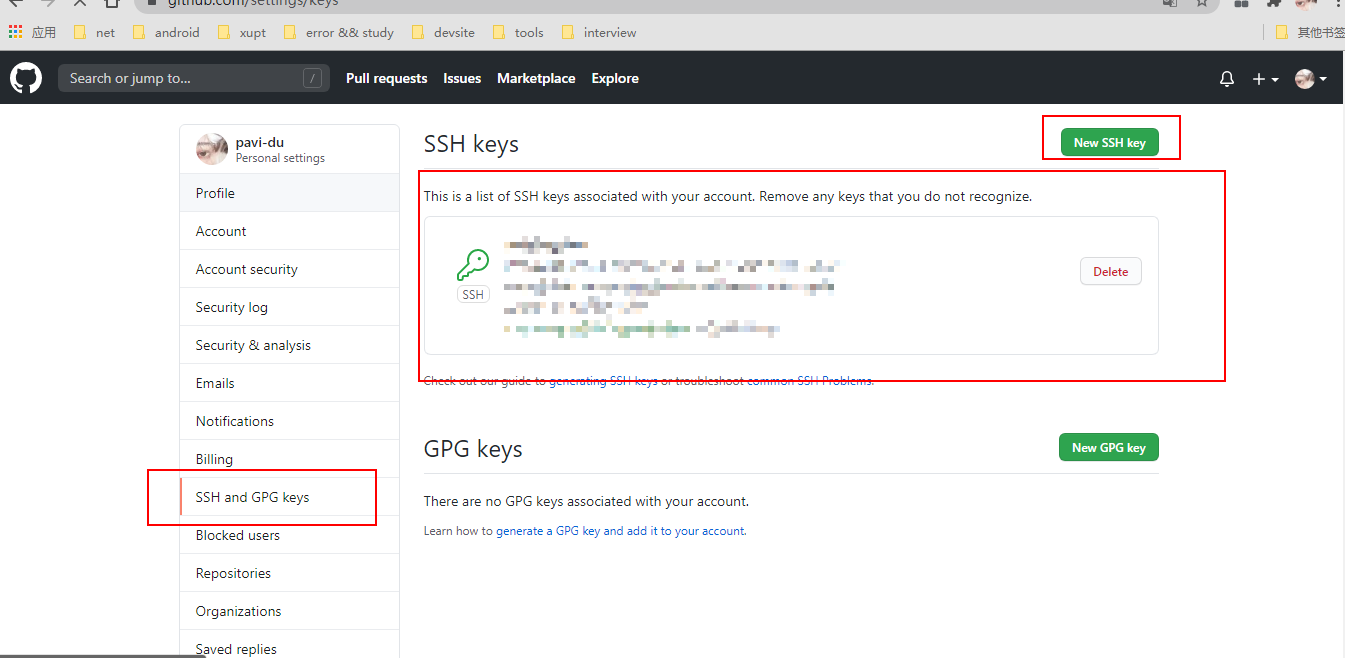 github.com/settings/keys
应用 net android xupt error && study devsite tools interview 其他书签
Search or jump to... / Pull requests Issues Marketplace Explore
pavi-du
Personal settings
Profile
Account
Account security
Security log
Security & analysis
Emails
Notifications
Billing
SSH and GPG keys
Blocked users
Repositories
Organizations
Saved replies
SSH keys
New SSH key
This is a list of SSH keys associated with your account. Remove any keys that you do not recognize.
SSH
Delete
Check out our guide to generating SSH keys or troubleshoot common SSH Problems.
GPG keys
New GPG key
There are no GPG keys associated with your account.
Learn how to generate a GPG key and add it to your account.